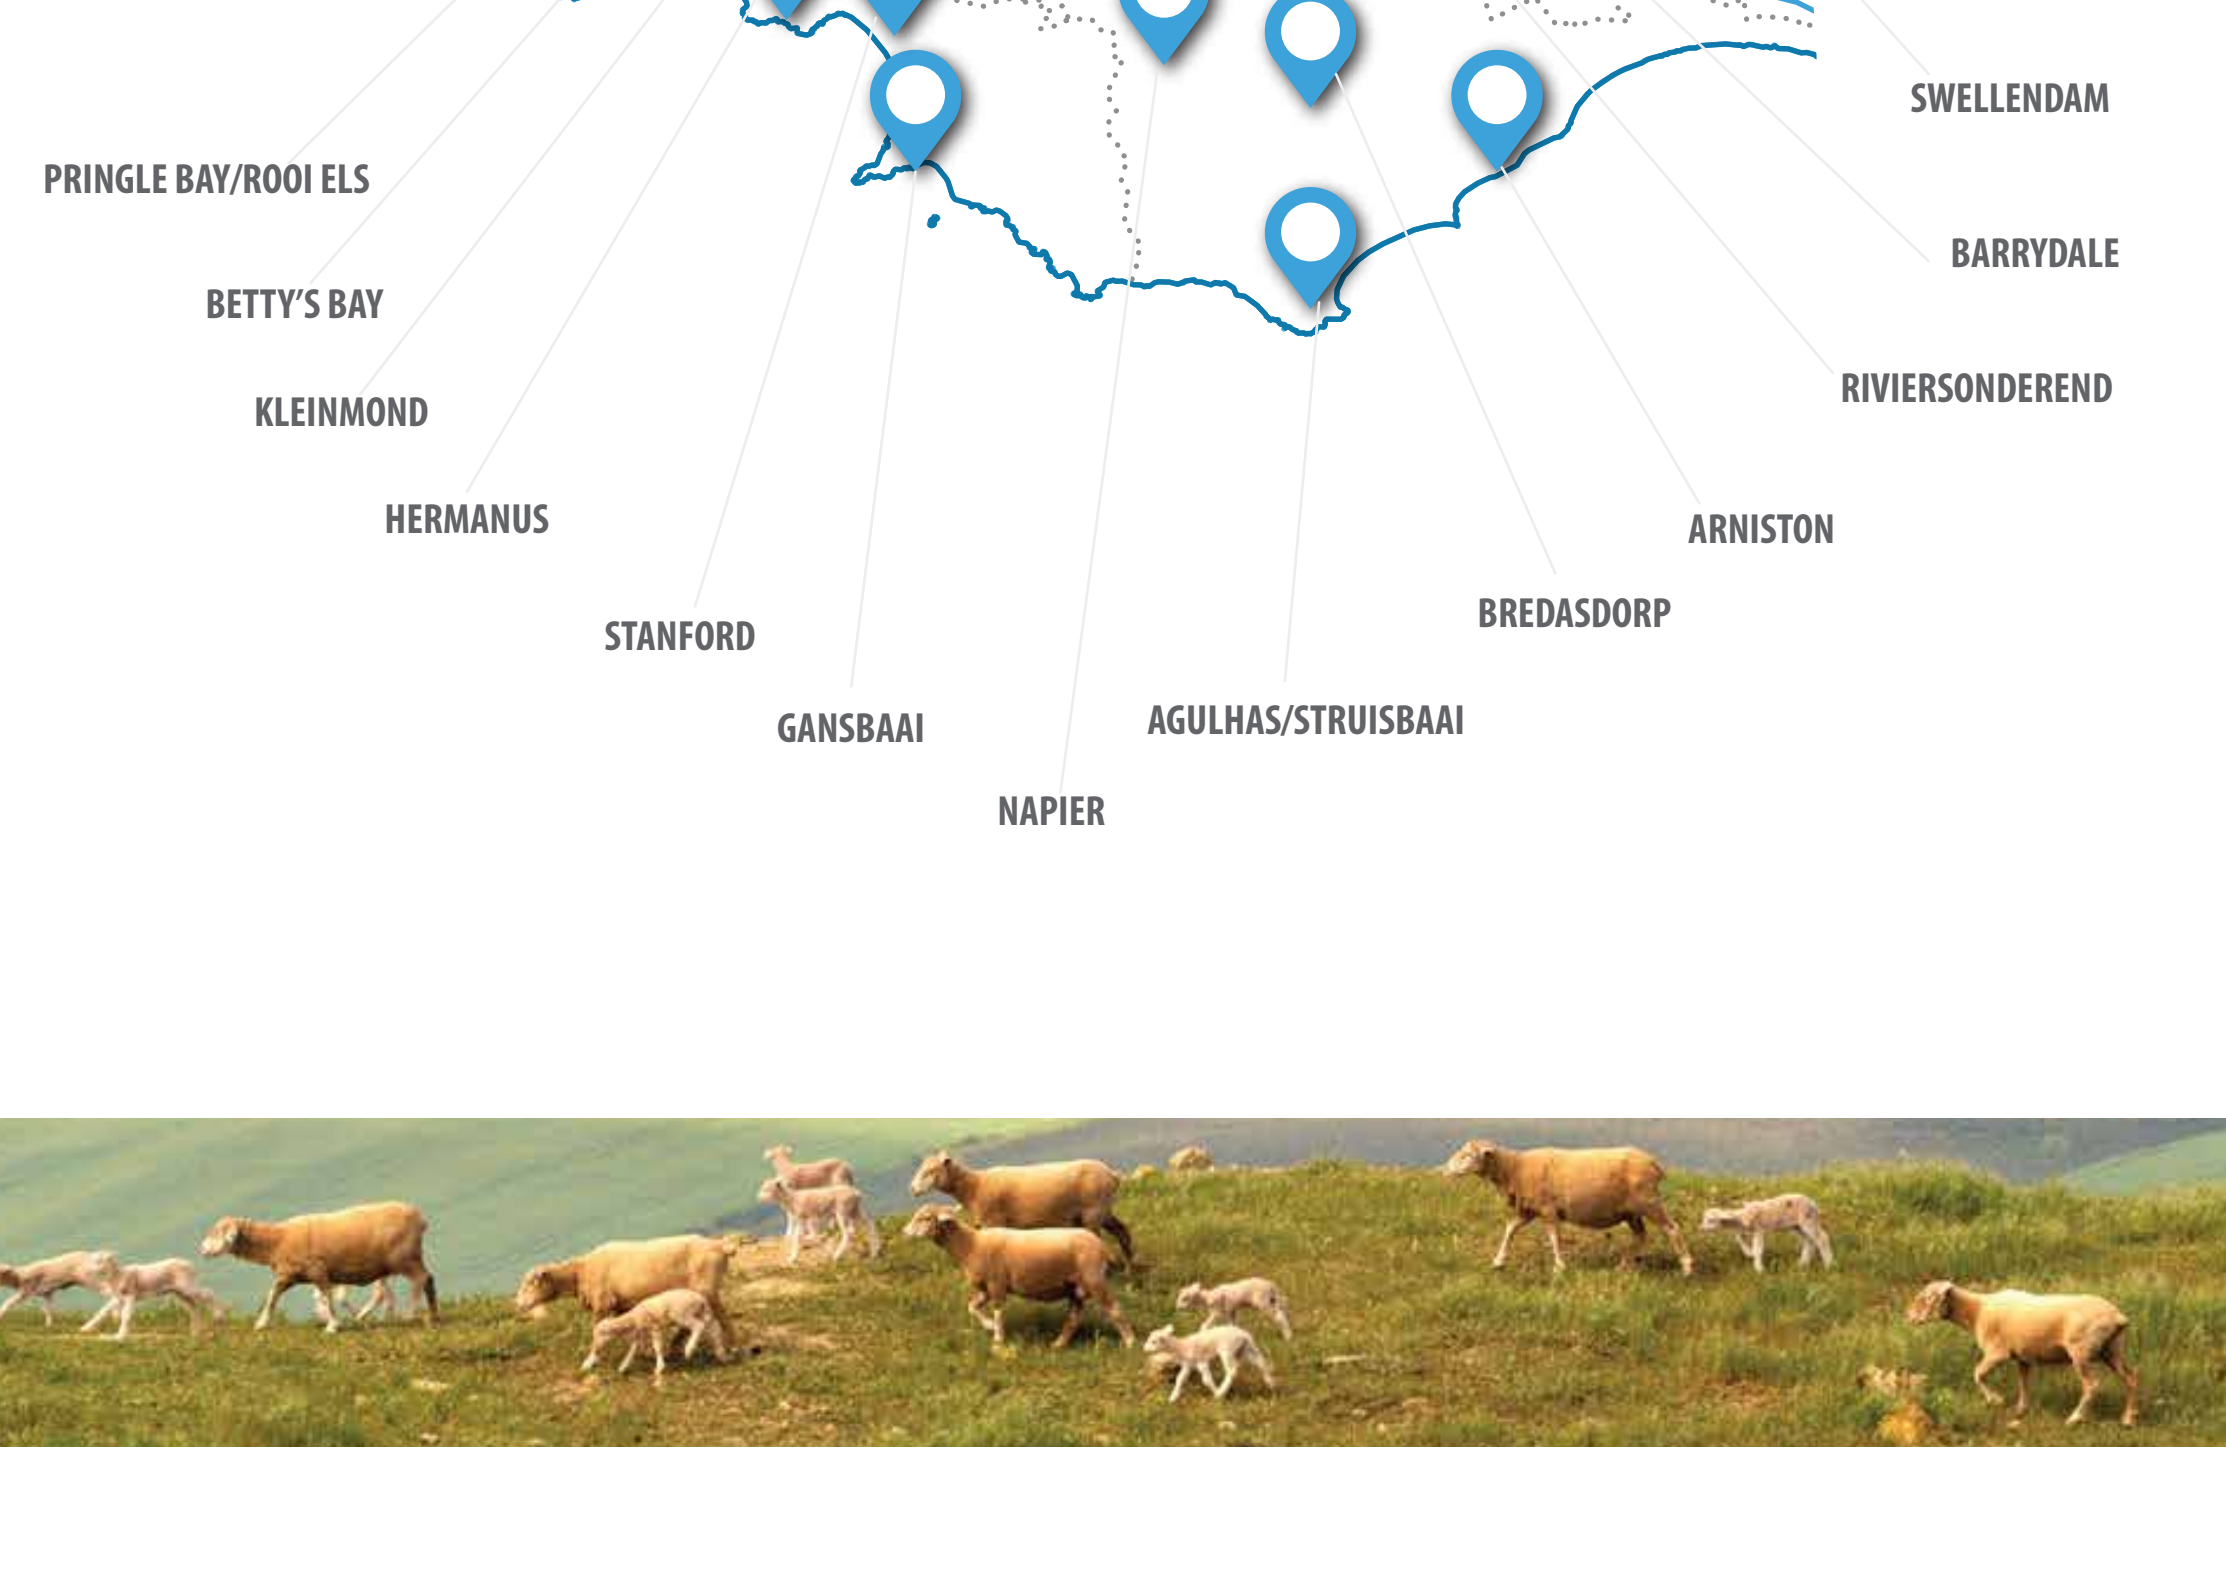 SWELLENDAM
PRINGLE BAY/ROOI ELS
BARRYDALE
BETTY'S BAY
RIVIERSONDEREND
KLEINMOND
HERMANUS
ARNISTON
BREDASDORP
STANFORD
AGULHAS/STRUISBAAI
GANSBAAI
NAPIER